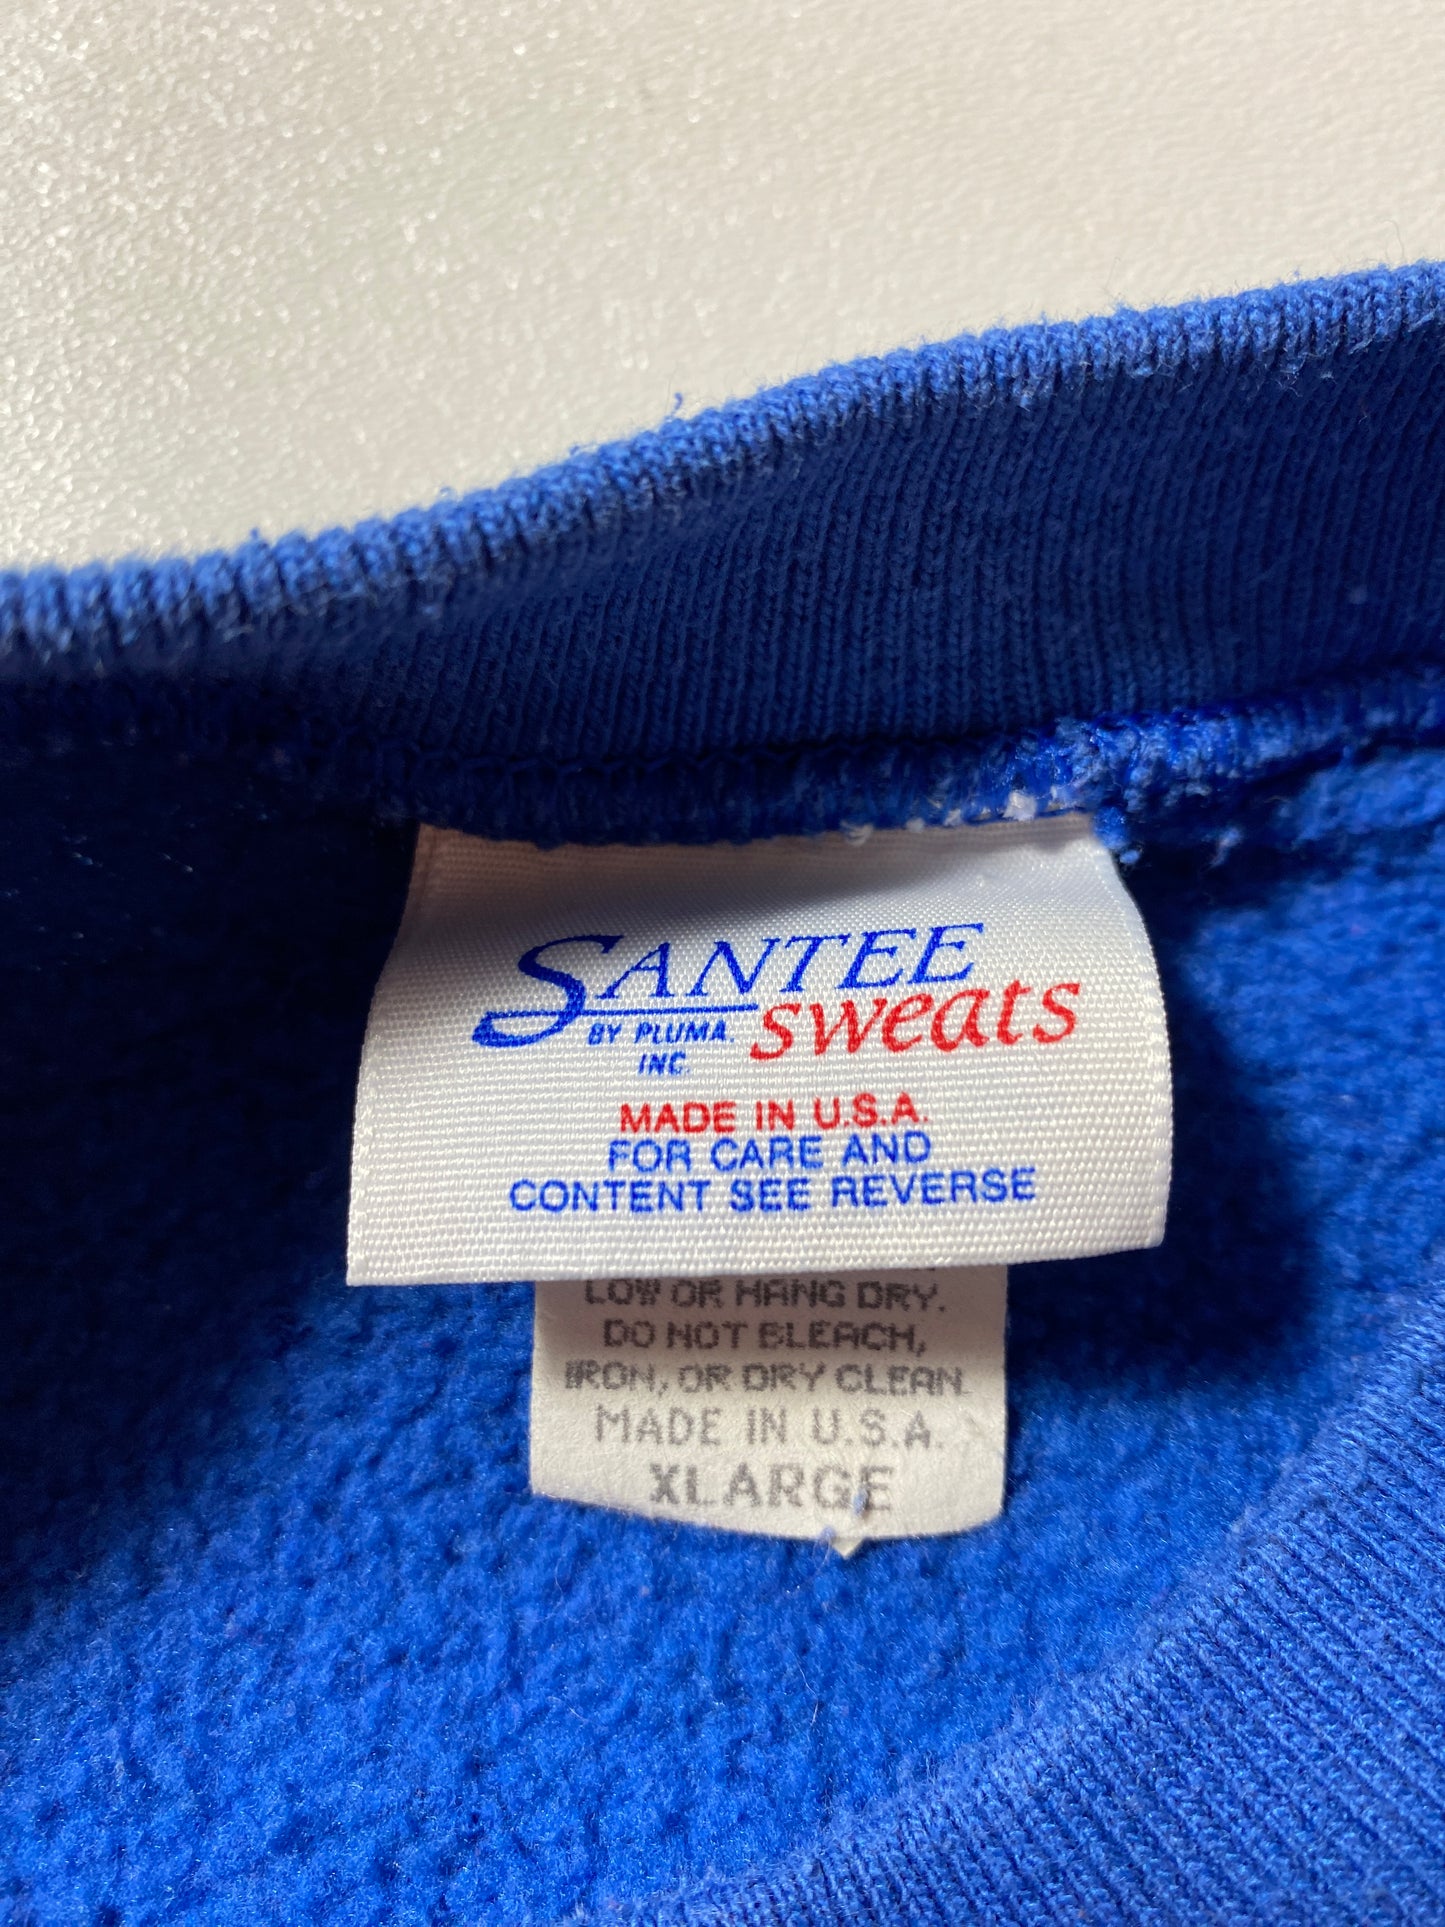 SANTEE
BY PLUMA, sweats
INC.
MADE IN U.S.A.
FOR CARE AND
CONTENT SEE REVERSE
LOW OR HANG DRY.
DO NOT BLEACH,
IRON, OR DRY CLEAN.
MADE IN U.S.A.
XLARGE